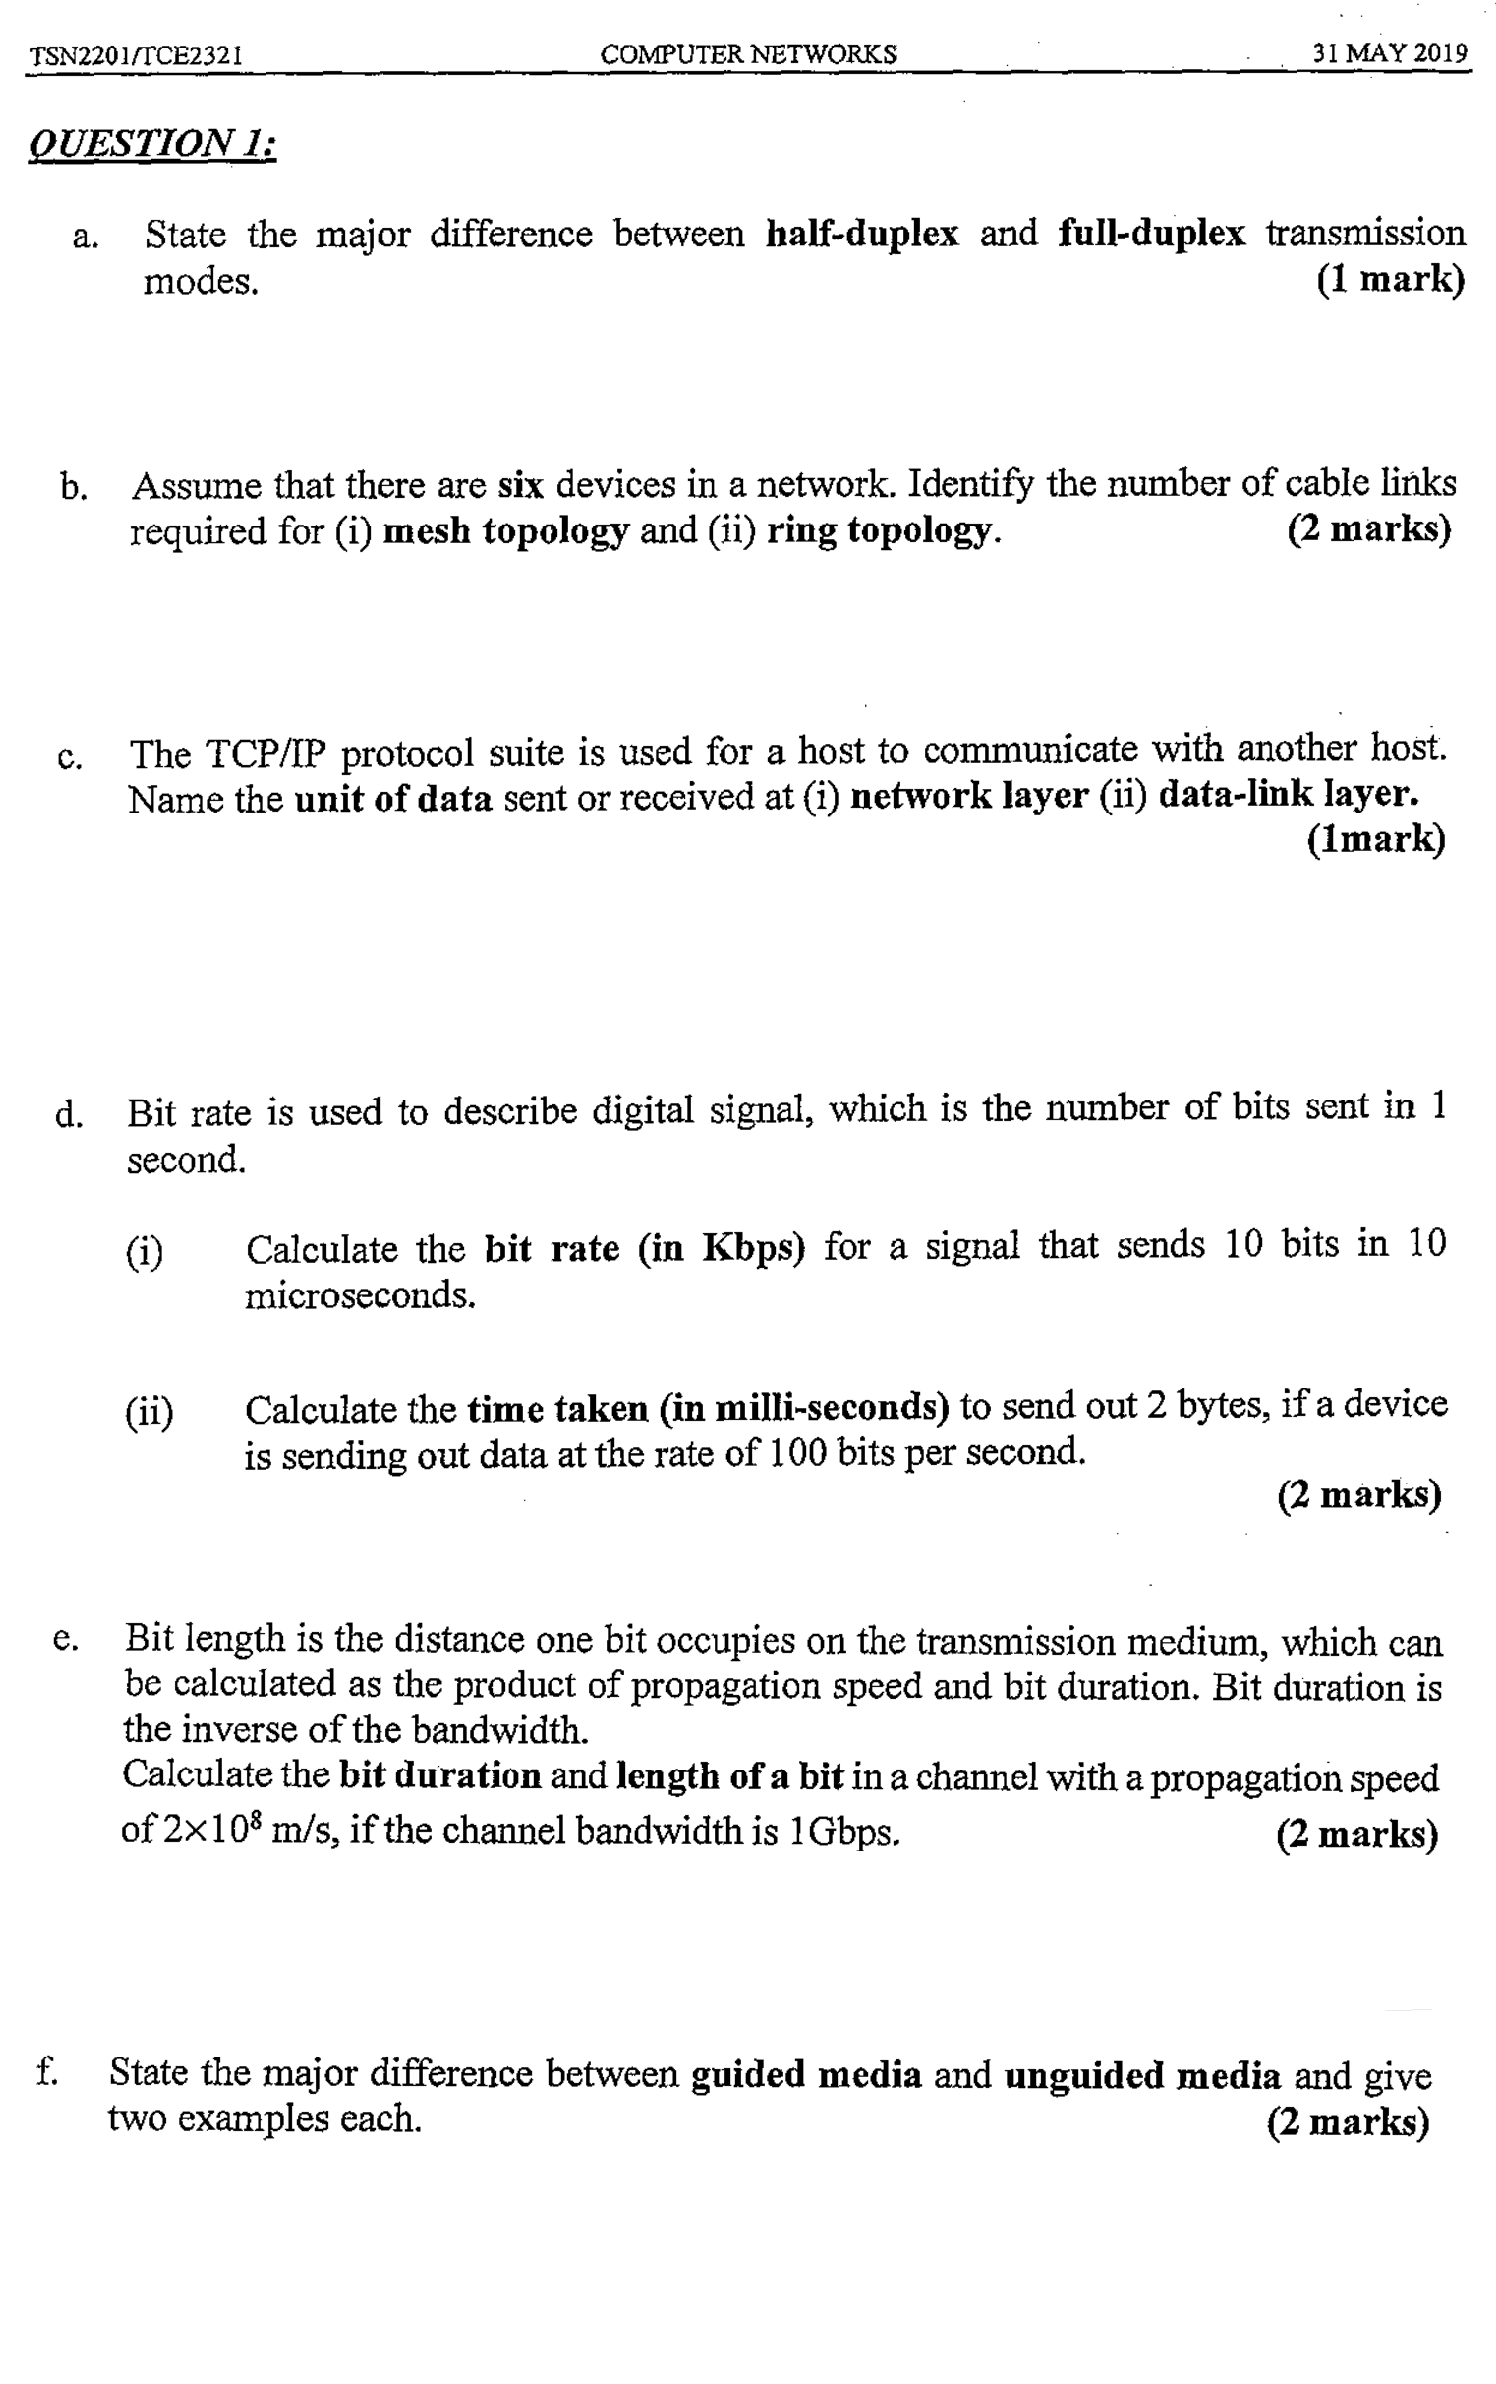 TSN2201/TCE2321 COMPUTER NETWORKS 31 MAY 2019
QUESTION 1:
a. State the major difference between half-duplex and full-duplex transmission
modes. (1 mark)
b. Assume that there are six devices in a network. Identify the number of cable links
required for (i) mesh topology and (ii) ring topology. (2 marks)
c. The TCP/IP protocol suite is used for a host to communicate with another host.
Name the unit of data sent or received at (i) network layer (ii) data-link layer.
(1mark)
d. Bit rate is used to describe digital signal, which is the number of bits sent in 1
second.
(i) Calculate the bit rate (in Kbps) for a signal that sends 10 bits in 10
microseconds.
(ii) Calculate the time taken (in milli-seconds) to send out 2 bytes, if a device
is sending out data at the rate of 100 bits per second.
(2 marks)
e. Bit length is the distance one bit occupies on the transmission medium, which can
be calculated as the product of propagation speed and bit duration. Bit duration is
the inverse of the bandwidth.
Calculate the bit duration and length of a bit in a channel with a propagation speed
of 2×10⁸ m/s, if the channel bandwidth is 1Gbps. (2 marks)
f. State the major difference between guided media and unguided media and give
two examples each. (2 marks)